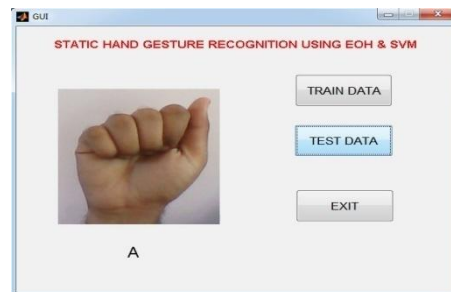 GUI
STATIC HAND GESTURE RECOGNITION USING EOH & SVM
TRAIN DATA
TEST DATA
EXIT
A